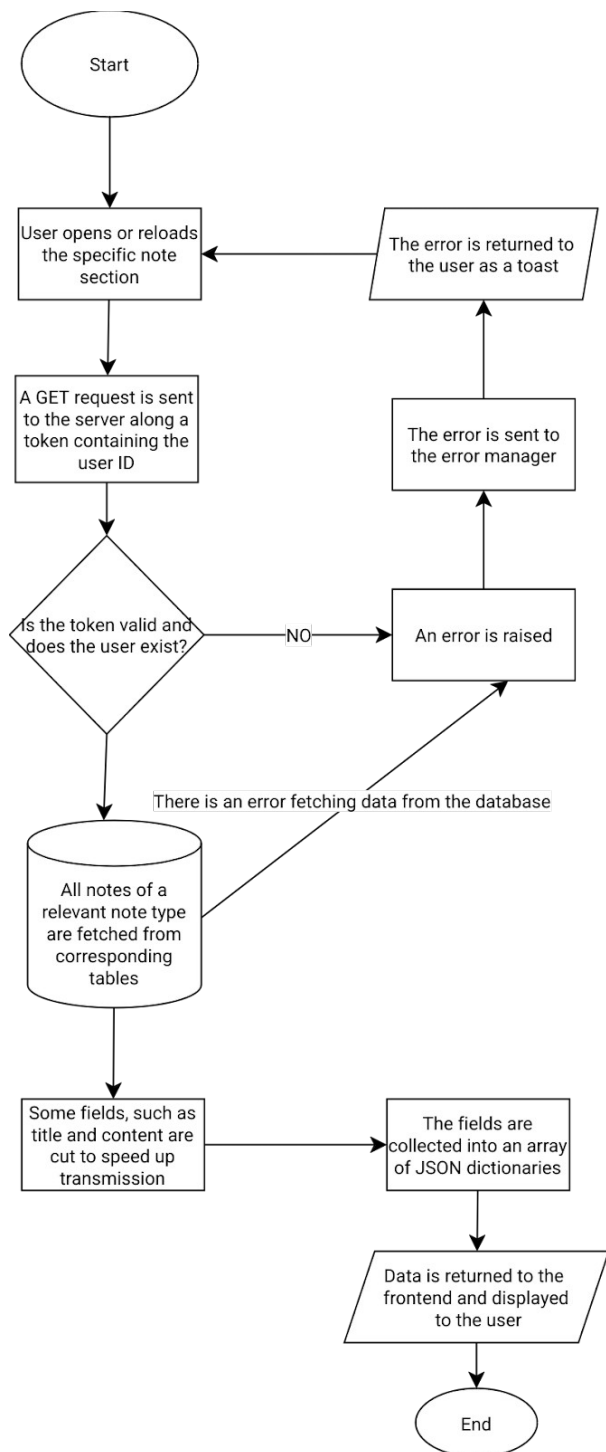 Start
User opens or reloads
the specific note
section
The error is returned to
the user as a toast
A GET request is sent
to the server along a
token containing the
user ID
The error is sent to
the error manager
Is the token valid and
does the user exist?
NO
An error is raised
There is an error fetching data from the database
All notes of a
relevant note type
are fetched from
corresponding
tables
Some fields, such as
title and content are
cut to speed up
transmission
The fields are
collected into an array
of JSON dictionaries
Data is returned to the
frontend and displayed
to the user
End